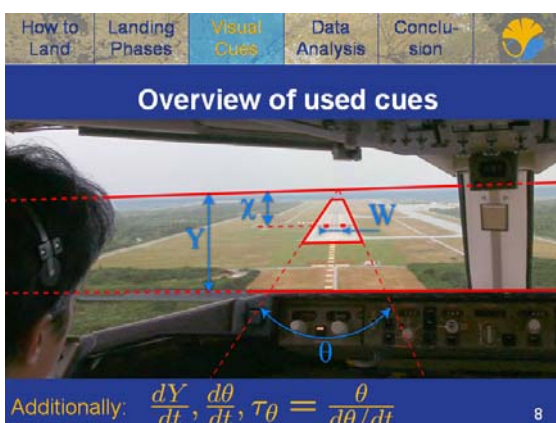 How to Landing Visual Data Conclu-
Land Phases Cues Analysis sion
Overview of used cues
χ
W
Y
θ
Additionally: dY/dt, dθ/dt, τ_θ = θ / dθ/dt
8